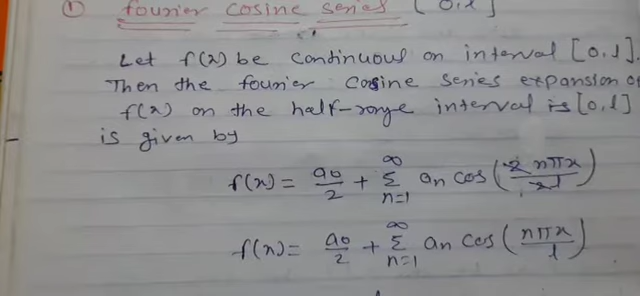 ① fourier cosine series [0,l]
Let f(x) be continuous on interval [0,l].
Then the fourier cosine series expansion of
f(x) on the half-range interval is [0,l]
is given by
f(x) = a0/2 + ∞ Σ n=1 an cos (2nπx/2l)
f(x) = a0/2 + ∞ Σ n=1 an cos (nπx/l)